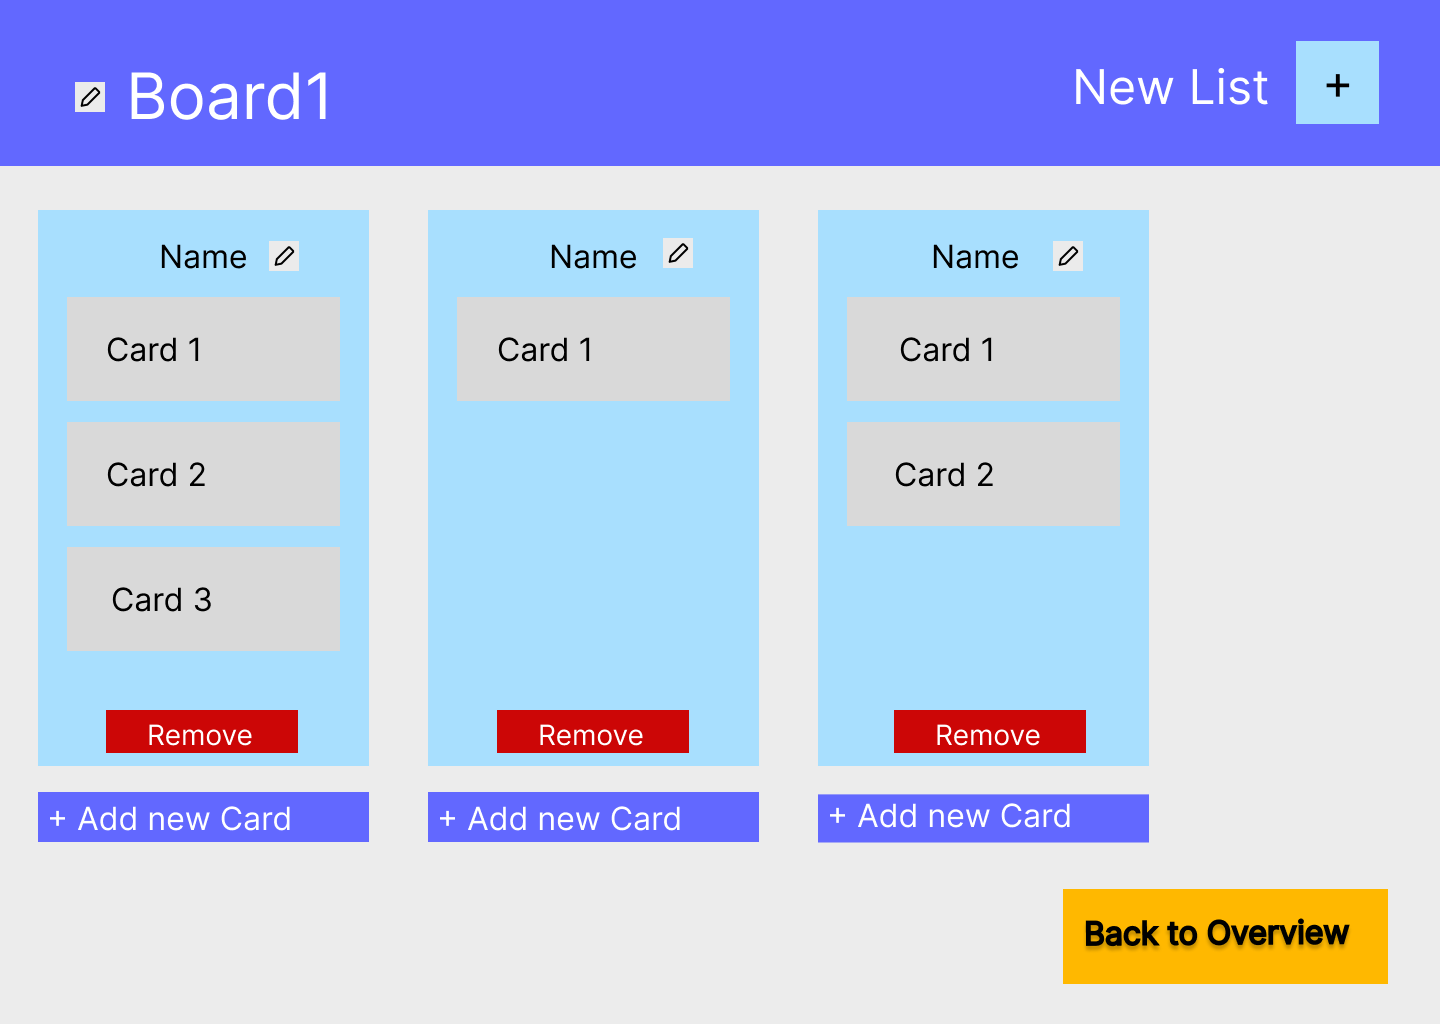 Board1
New List +
Name
Card 1
Card 2
Card 3
Remove
+ Add new Card
Name
Card 1
Remove
+ Add new Card
Name
Card 1
Card 2
Remove
+ Add new Card
Back to Overview